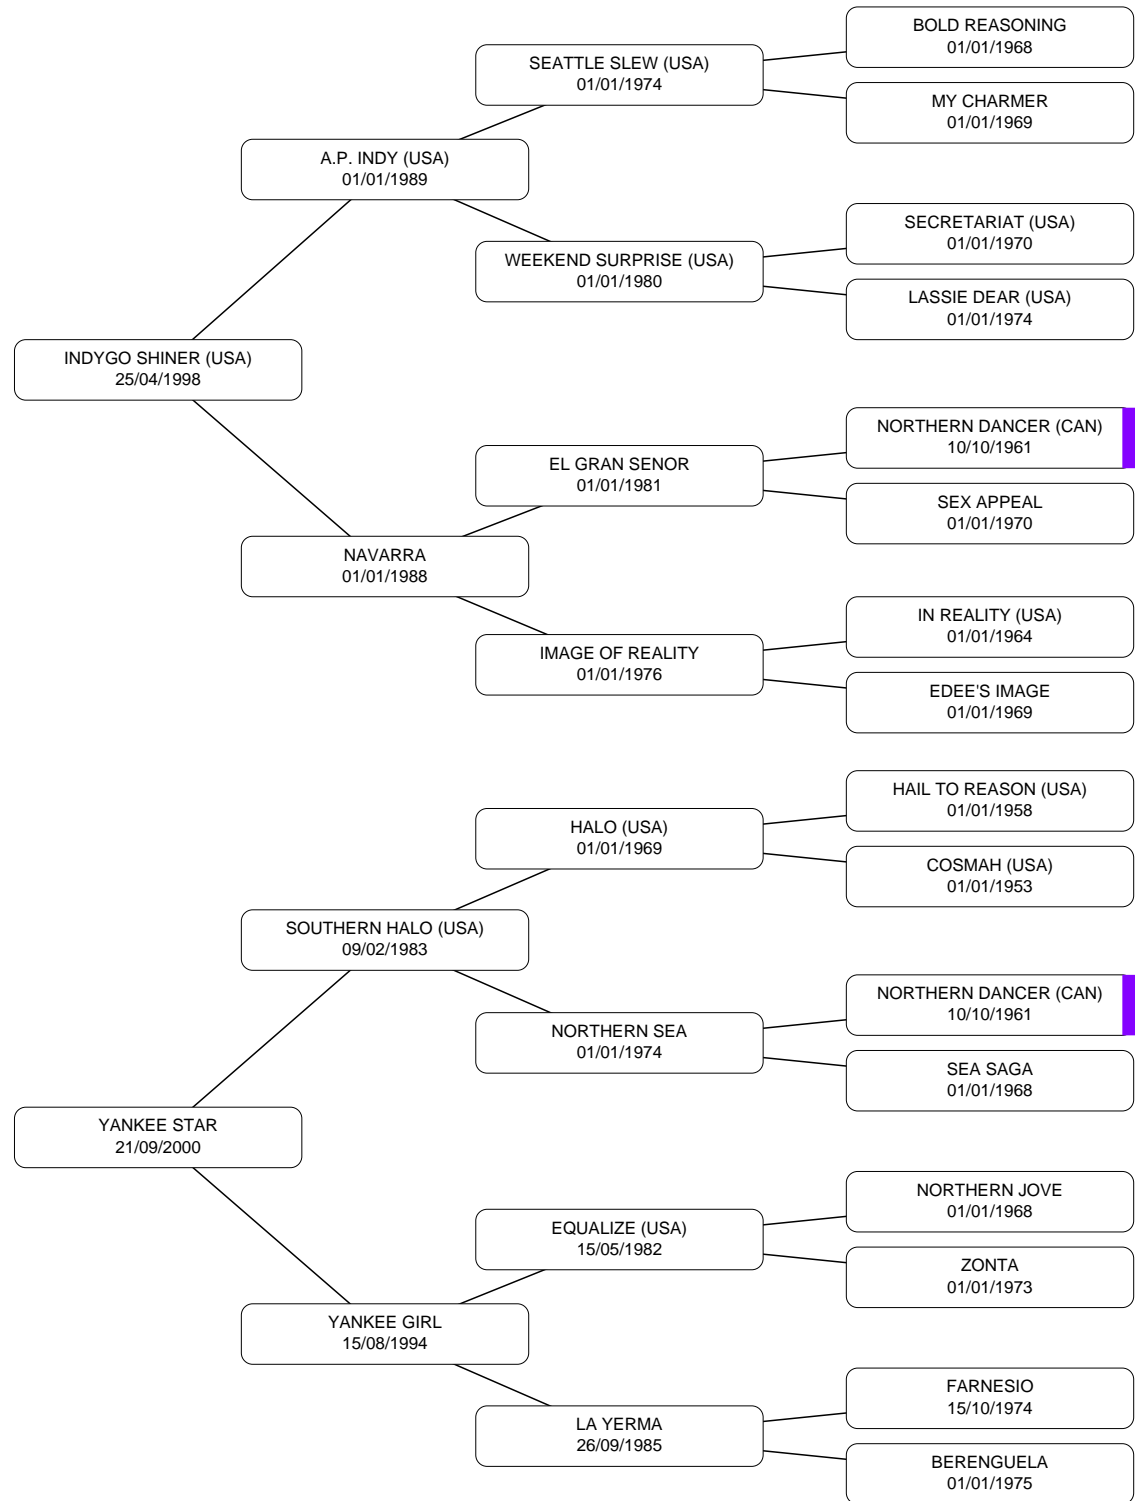 BOLD REASONING
01/01/1968
SEATTLE SLEW (USA)
01/01/1974
MY CHARMER
01/01/1969
A.P. INDY (USA)
01/01/1989
SECRETARIAT (USA)
01/01/1970
WEEKEND SURPRISE (USA)
01/01/1980
LASSIE DEAR (USA)
01/01/1974
INDYGO SHINER (USA)
25/04/1998
NORTHERN DANCER (CAN)
10/10/1961
EL GRAN SENOR
01/01/1981
SEX APPEAL
01/01/1970
NAVARRA
01/01/1988
IN REALITY (USA)
01/01/1964
IMAGE OF REALITY
01/01/1976
EDEE'S IMAGE
01/01/1969
HAIL TO REASON (USA)
01/01/1958
HALO (USA)
01/01/1969
COSMAH (USA)
01/01/1953
SOUTHERN HALO (USA)
09/02/1983
NORTHERN DANCER (CAN)
10/10/1961
NORTHERN SEA
01/01/1974
SEA SAGA
01/01/1968
YANKEE STAR
21/09/2000
NORTHERN JOVE
01/01/1968
EQUALIZE (USA)
15/05/1982
ZONTA
01/01/1973
YANKEE GIRL
15/08/1994
FARNESIO
15/10/1974
LA YERMA
26/09/1985
BERENGUELA
01/01/1975